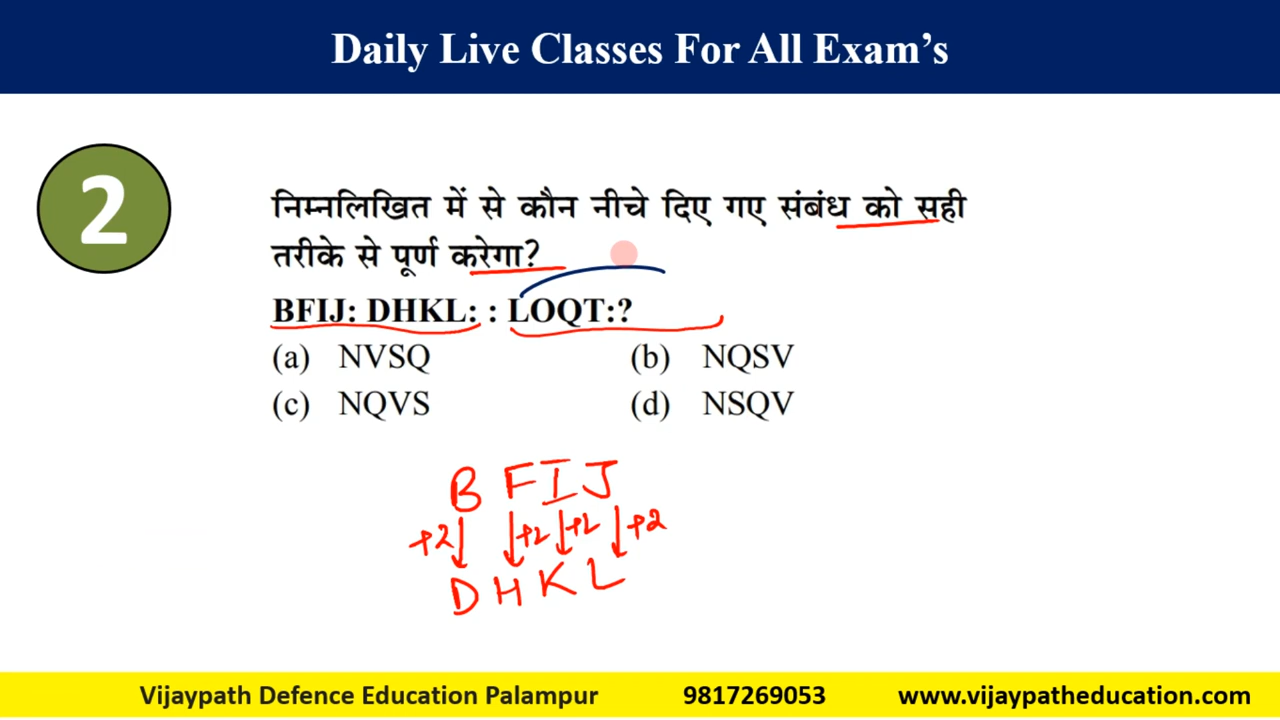 Daily Live Classes For All Exam's
2
निम्नलिखित में से कौन नीचे दिए गए संबंध को सही
तरीके से पूर्ण करेगा?
BFIJ: DHKL: : LOQT:?
(a) NVSQ (b) NQSV
(c) NQVS (d) NSQV
B F I J
+2 +2 +2 +2
D H K L
Vijaypath Defence Education Palampur 9817269053 www.vijaypatheducation.com